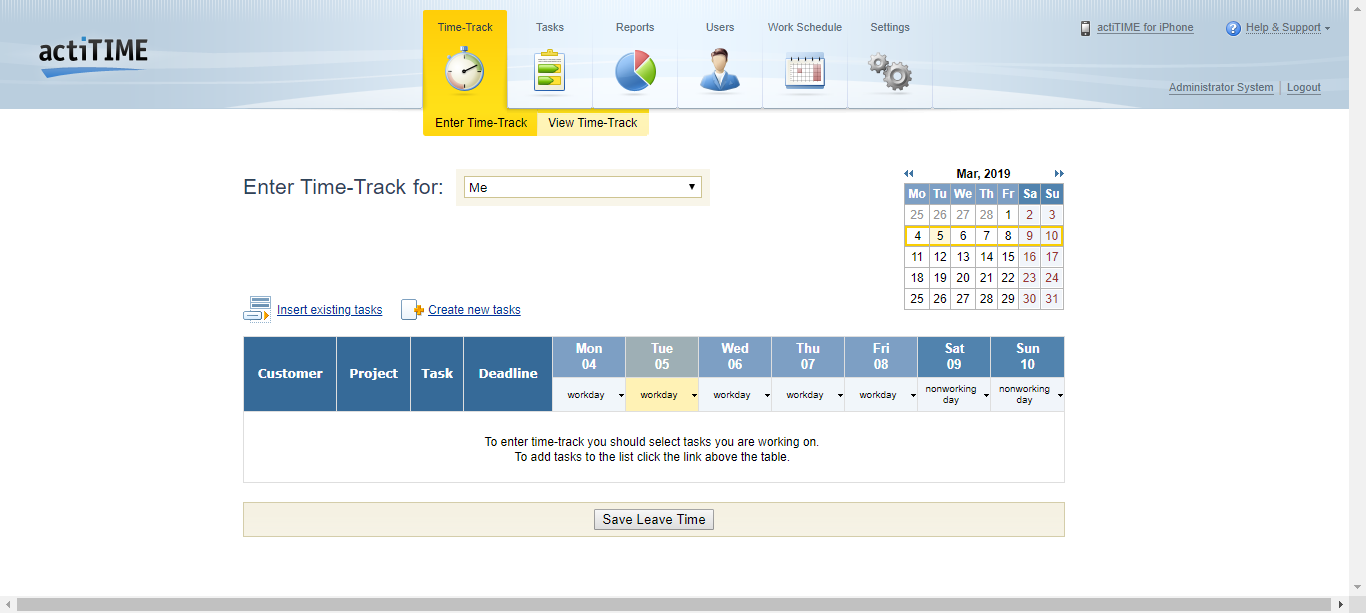 actiTIME
Time-Track
Tasks
Reports
Users
Work Schedule
Settings
actiTIME for iPhone
Help & Support
Administrator System
Logout
Enter Time-Track
View Time-Track
Enter Time-Track for:
Me
Mar, 2019
Mo Tu We Th Fr Sa Su
25 26 27 28 1 2 3
4 5 6 7 8 9 10
11 12 13 14 15 16 17
18 19 20 21 22 23 24
25 26 27 28 29 30 31
Insert existing tasks
Create new tasks
Customer Project Task Deadline
Mon Tue Wed Thu Fri Sat Sun
04 05 06 07 08 09 10
workday workday workday workday workday nonworking day nonworking day
To enter time-track you should select tasks you are working on.
To add tasks to the list click the link above the table.
Save Leave Time